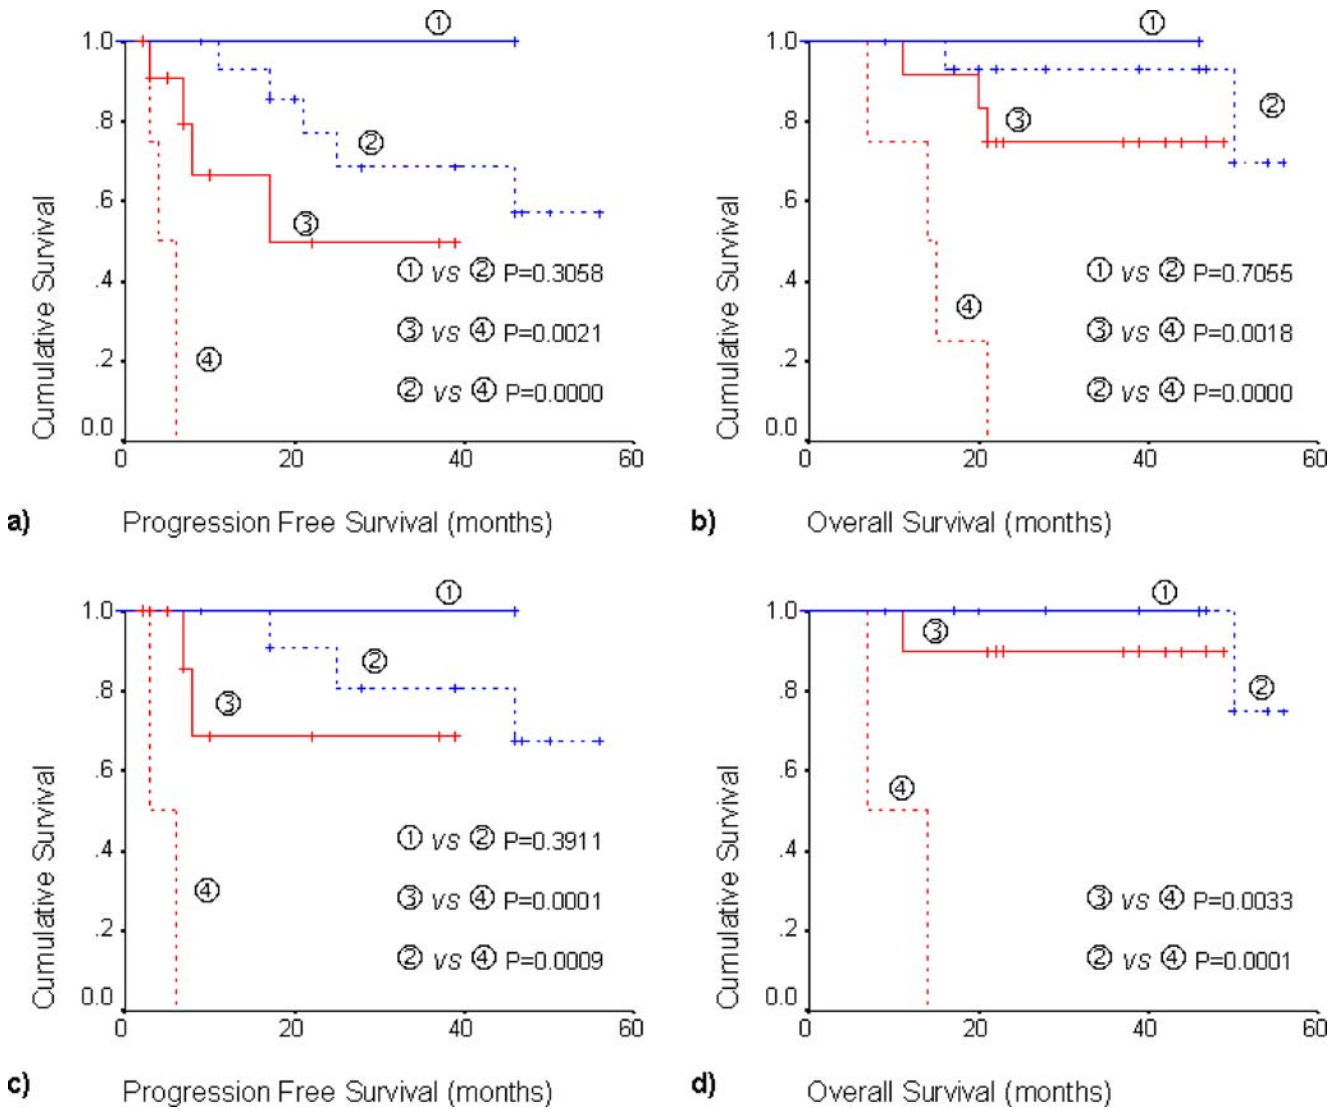 ①
1.0
②
.8
③
.6
.4
④
.2
0.0
Cumulative Survival
① vs ② P=0.3058
③ vs ④ P=0.0021
② vs ④ P=0.0000
0 20 40 60
a) Progression Free Survival (months)
①
1.0
②
.8
③
.6
.4
④
.2
0.0
Cumulative Survival
① vs ② P=0.7055
③ vs ④ P=0.0018
② vs ④ P=0.0000
0 20 40 60
b) Overall Survival (months)
①
1.0
②
.8
③
.6
.4
④
.2
0.0
Cumulative Survival
① vs ② P=0.3911
③ vs ④ P=0.0001
② vs ④ P=0.0009
0 20 40 60
c) Progression Free Survival (months)
①
1.0
③
.8
②
.6
④
.4
.2
0.0
Cumulative Survival
③ vs ④ P=0.0033
② vs ④ P=0.0001
0 20 40 60
d) Overall Survival (months)